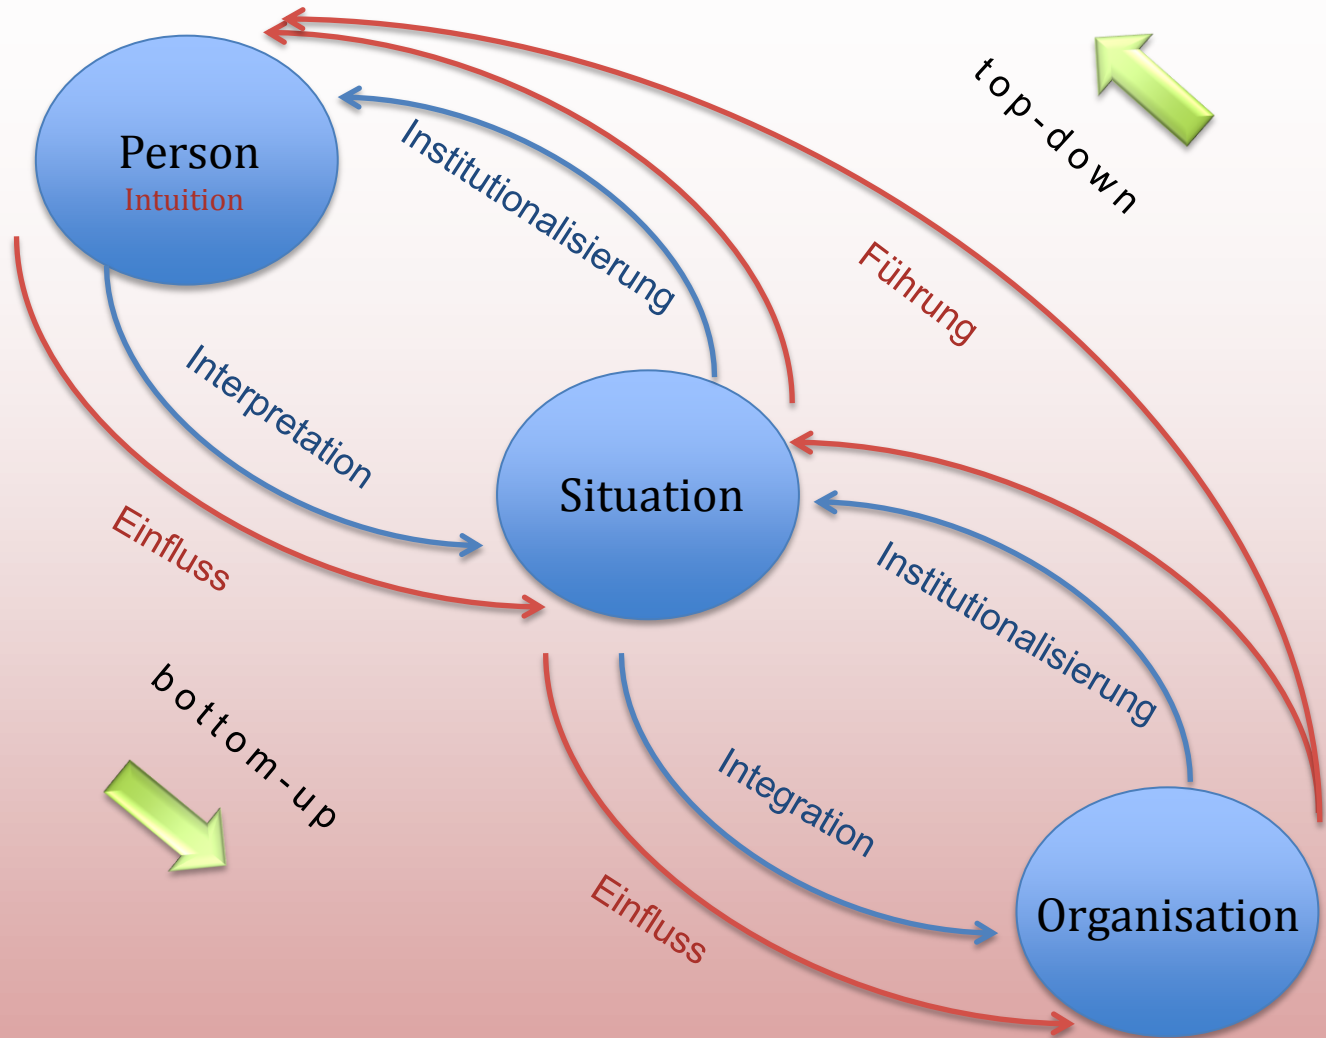 top-down
Person
Intuition
Institutionalisierung
Führung
Interpretation
Einfluss
Situation
Institutionalisierung
bottom-up
Integration
Einfluss
Organisation